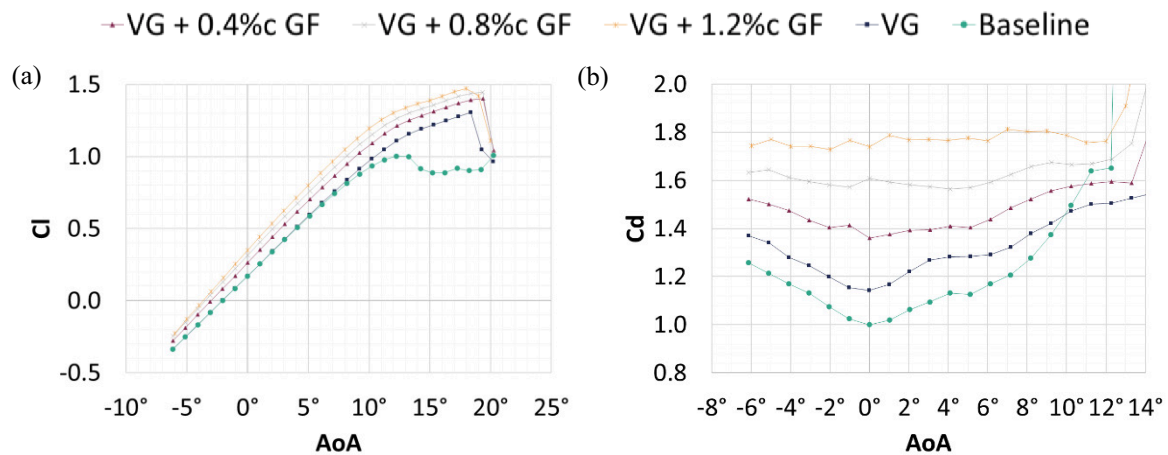 VG + 0.4%c GF VG + 0.8%c GF VG + 1.2%c GF VG Baseline
(a)
1.5
1.0
0.5
0.0
-0.5
Cl
-10° -5° 0° 5° 10° 15° 20° 25°
AoA
(b)
2.0
1.8
1.6
1.4
1.2
1.0
0.8
Cd
-8° -6° -4° -2° 0° 2° 4° 6° 8° 10° 12° 14°
AoA